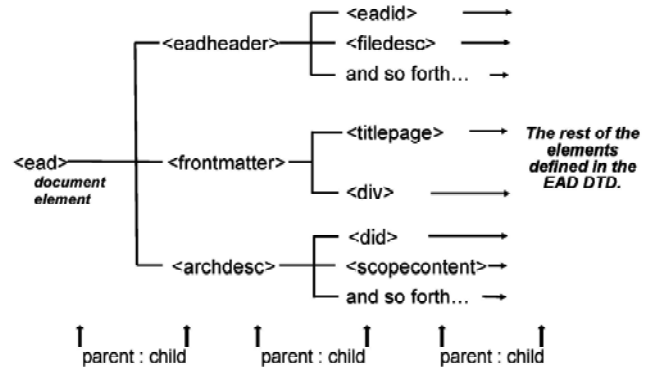 <eadid>
<eadheader>
<filedesc>
and so forth...
<ead>
document
element
<frontmatter>
<titlepage>
<div>
The rest of the
elements
defined in the
EAD DTD.
<archdesc>
<did>
<scopecontent>
and so forth...
parent : child
parent : child
parent : child